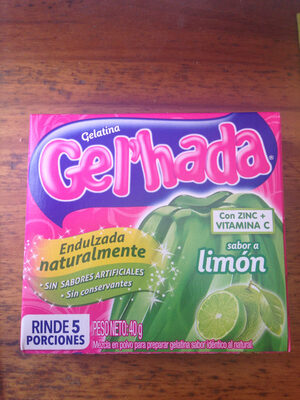 Gelatina
Gel'hada®
Con ZINC +
VITAMINA C
Endulzada
naturalmente
• SIN SABORES ARTIFICIALES
• Sin conservantes
sabor a
limón
RINDE 5
PORCIONES
PESO NETO: 40 g
Mezcla en polvo para preparar gelatina sabor idéntico al natural.